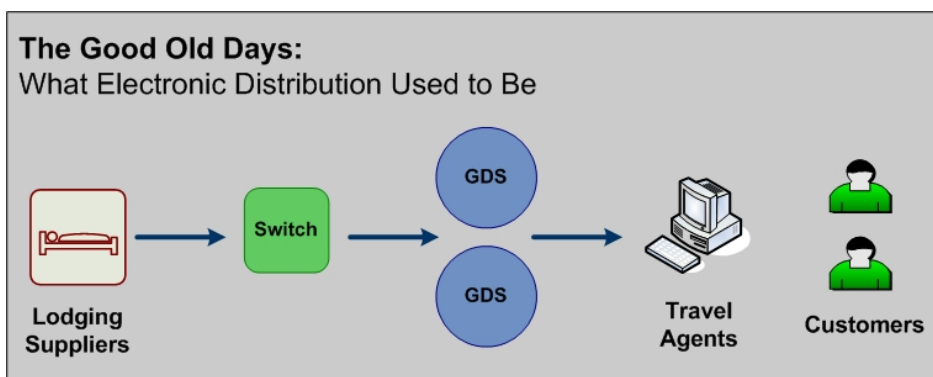 The Good Old Days:
What Electronic Distribution Used to Be
GDS
Switch
GDS
Lodging
Suppliers
Travel
Agents
Customers